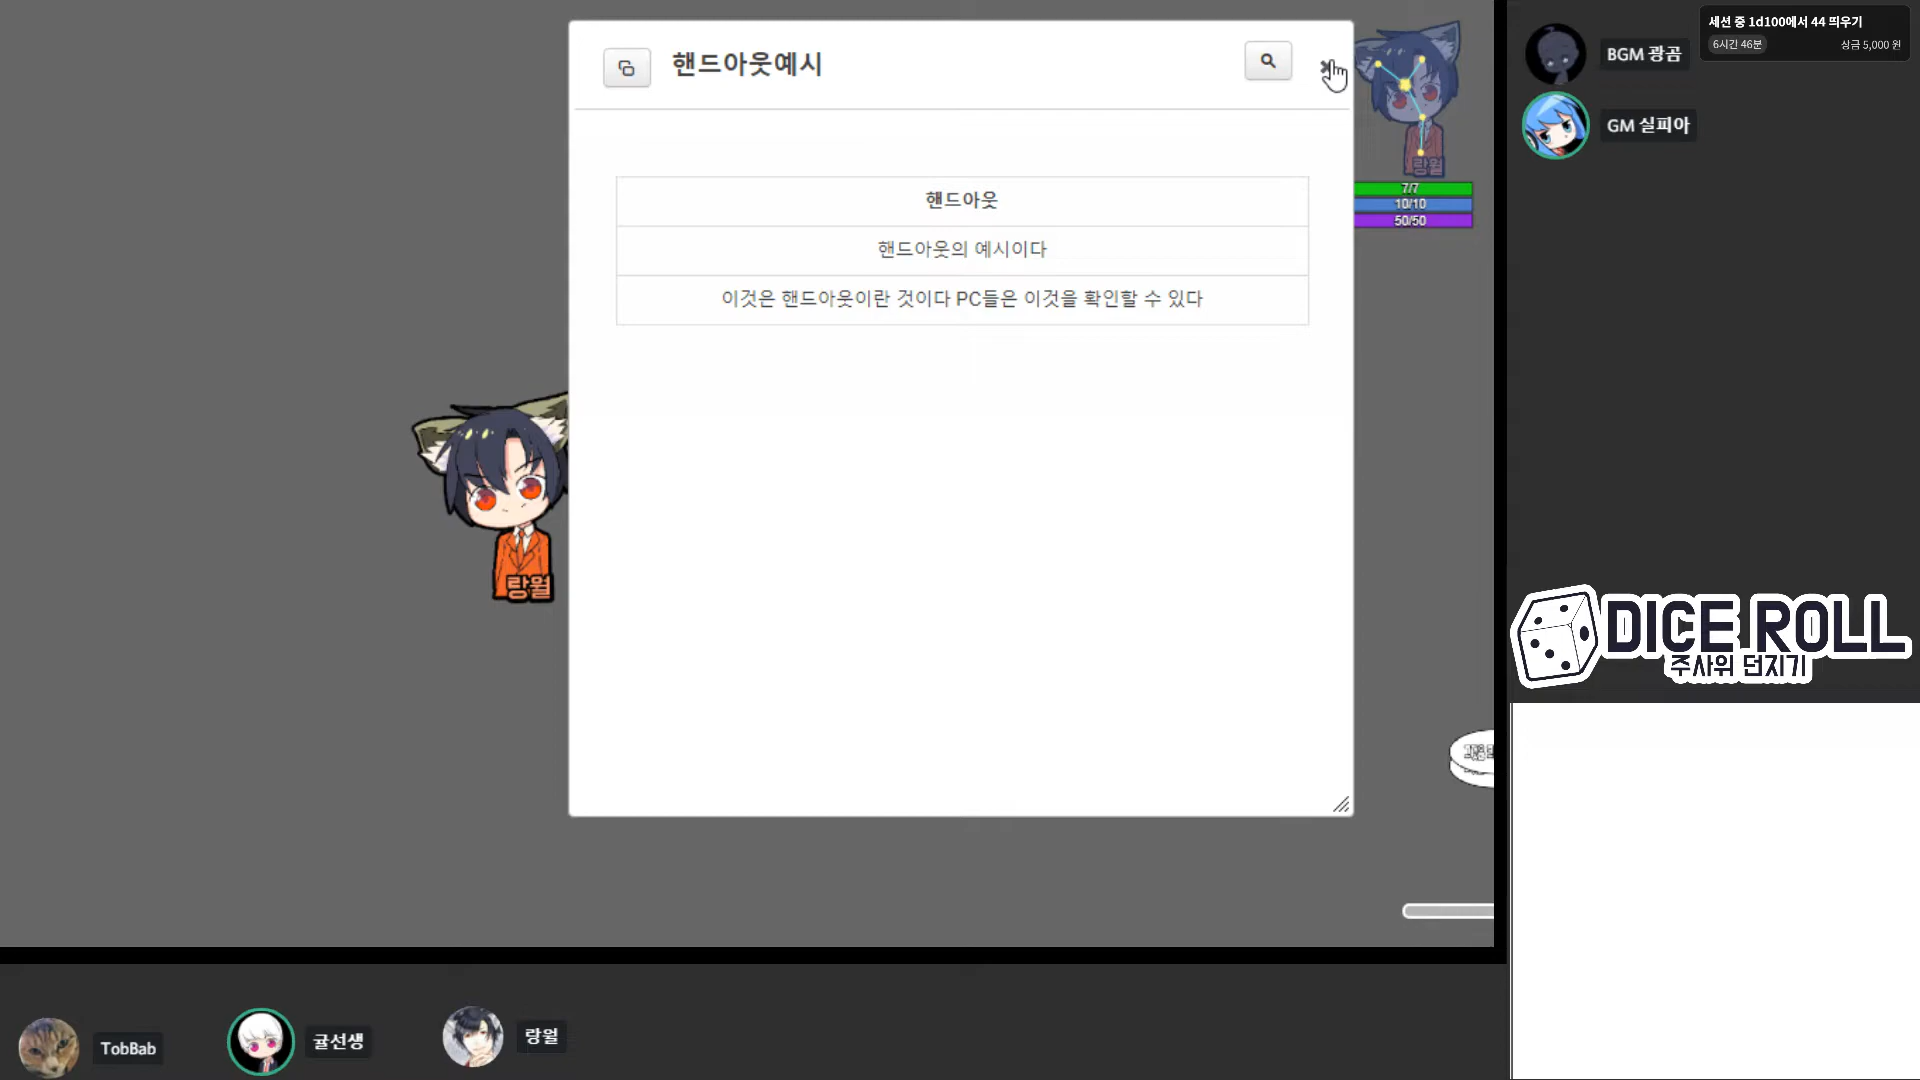 핸드아웃예시
핸드아웃
핸드아웃의 예시이다
이것은 핸드아웃이란 것이다 PC들은 이것을 확인할 수 있다
랑월
7/7
10/10
50/50
랑월
BGM 광곰
GM 실피아
세션 중 1d100에서 44 띄우기
6시간 46분
상금 5,000 원
DICE ROLL
주사위 던지기
TobBab
귤선생
랑월